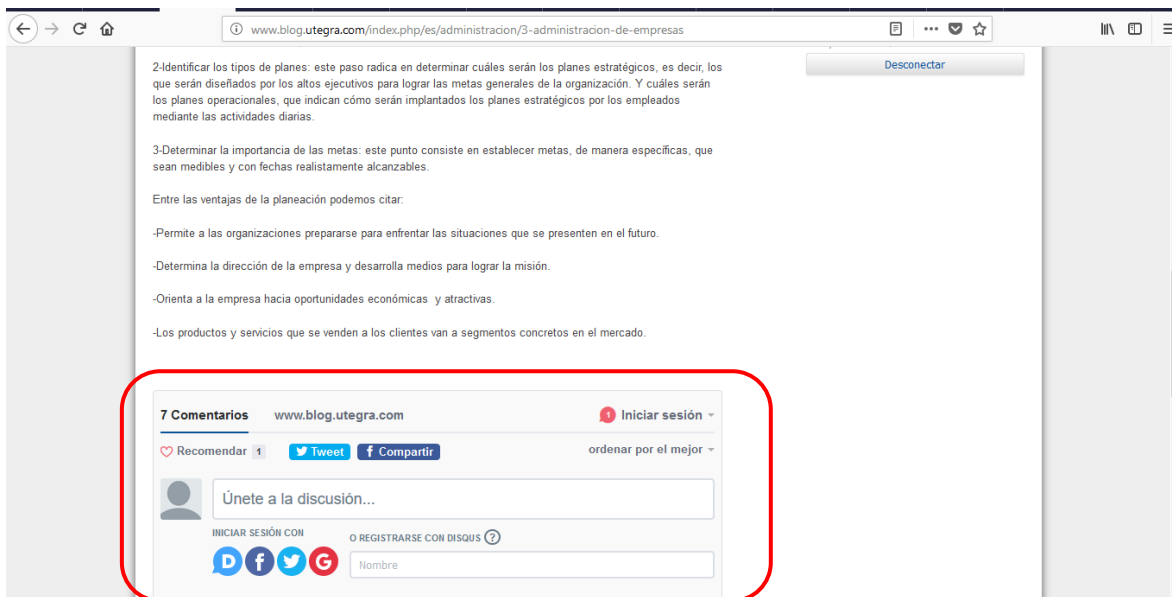 www.blog.utegra.com/index.php/es/administracion/3-administracion-de-empresas
Desconectar
2-Identificar los tipos de planes: este paso radica en determinar cuáles serán los planes estratégicos, es decir, los
que serán diseñados por los altos ejecutivos para lograr las metas generales de la organización. Y cuáles serán
los planes operacionales, que indican cómo serán implantados los planes estratégicos por los empleados
mediante las actividades diarias.
3-Determinar la importancia de las metas: este punto consiste en establecer metas, de manera específicas, que
sean medibles y con fechas realistamente alcanzables.
Entre las ventajas de la planeación podemos citar:
-Permite a las organizaciones prepararse para enfrentar las situaciones que se presenten en el futuro.
-Determina la dirección de la empresa y desarrolla medios para lograr la misión.
-Orienta a la empresa hacia oportunidades económicas y atractivas.
-Los productos y servicios que se venden a los clientes van a segmentos concretos en el mercado.
7 Comentarios www.blog.utegra.com 1 Iniciar sesión
Recomendar 1 Tweet f Compartir ordenar por el mejor
Únete a la discusión...
INICIAR SESIÓN CON O REGISTRARSE CON DISQUS ?
D f G Nombre